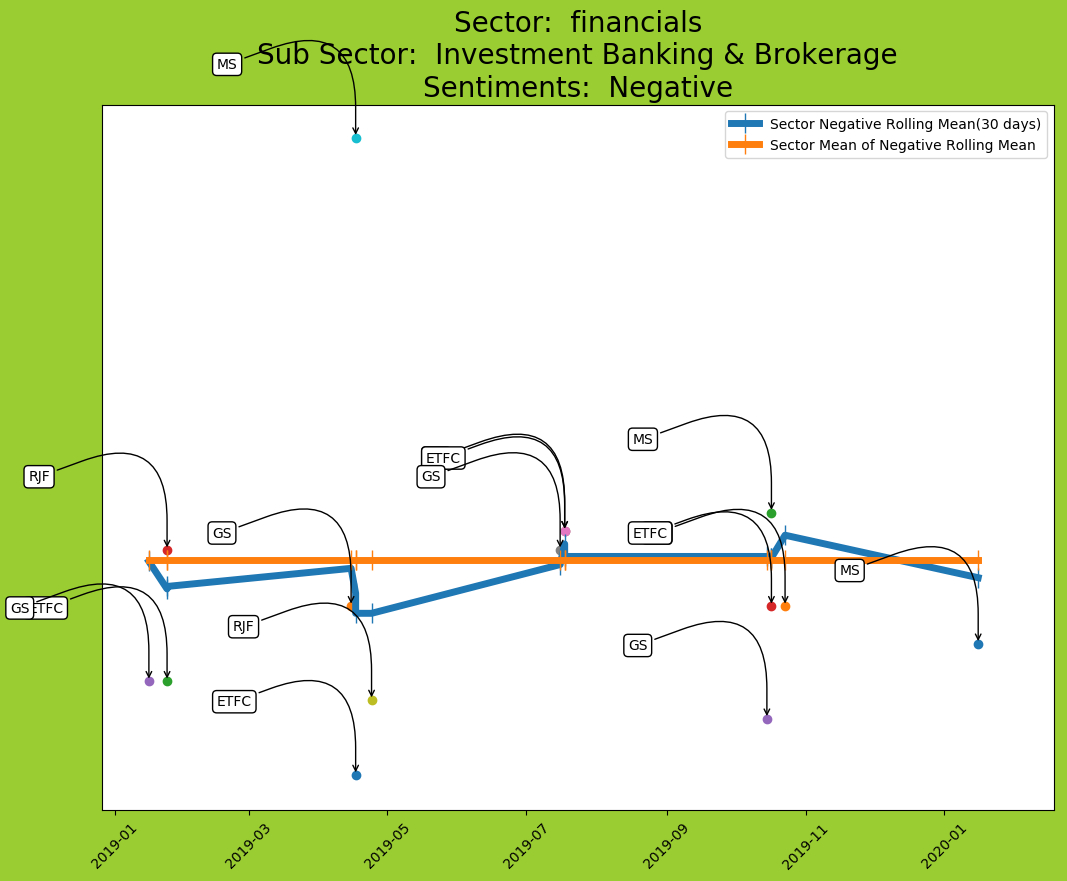 Sector:  financials
Sub Sector:  Investment Banking & Brokerage
Sentiments:  Negative
MS
Sector Negative Rolling Mean(30 days)
Sector Mean of Negative Rolling Mean
MS
ETFC
RJF
GS
GS
ETFC
MS
GS
ETFC
RJF
GS
ETFC
2019-01
2019-03
2019-05
2019-07
2019-09
2019-11
2020-01